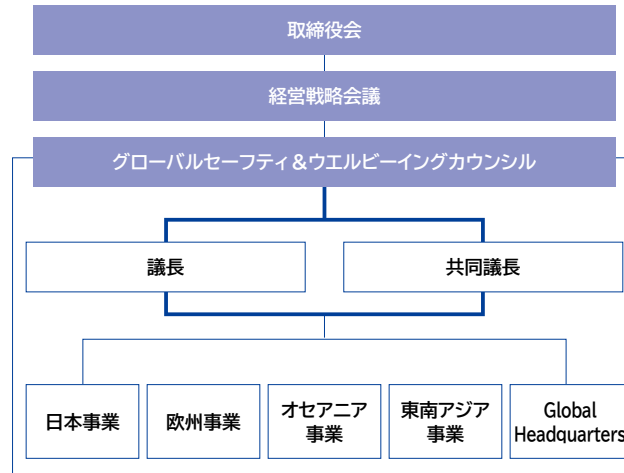 取締役会
経営戦略会議
グローバルセーフティ&ウエルビーイングカウンシル
議長
共同議長
日本事業
欧州事業
オセアニア
事業
東南アジア
事業
Global
Headquarters